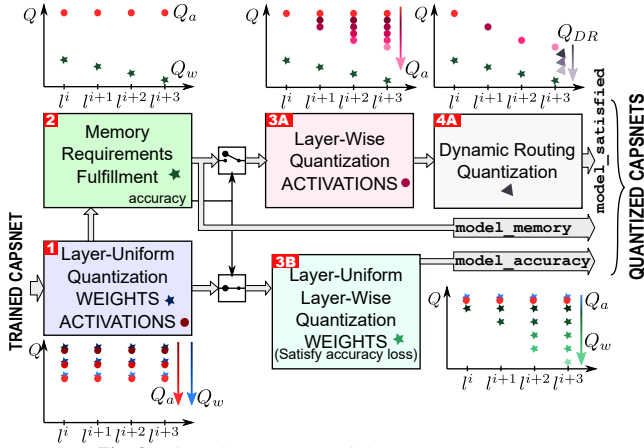 Q
Q_a
Q_w
l^i l^{i+1} l^{i+2} l^{i+3}
Q
Q_a
l^i l^{i+1} l^{i+2} l^{i+3}
Q
Q_{DR}
l^i l^{i+1} l^{i+2} l^{i+3}
2
Memory
Requirements
Fulfillment
accuracy
3A
Layer-Wise
Quantization
ACTIVATIONS
4A
Dynamic Routing
Quantization
model_satisfied
QUANTIZED CAPSNETS
model_memory
model_accuracy
TRAINED CAPSNET
1
Layer-Uniform
Quantization
WEIGHTS
ACTIVATIONS
3B
Layer-Uniform
Layer-Wise
Quantization
WEIGHTS
(Satisfy accuracy loss)
Q
Q_a
Q_w
l^i l^{i+1} l^{i+2} l^{i+3}
Q
Q_a Q_w
l^i l^{i+1} l^{i+2} l^{i+3}